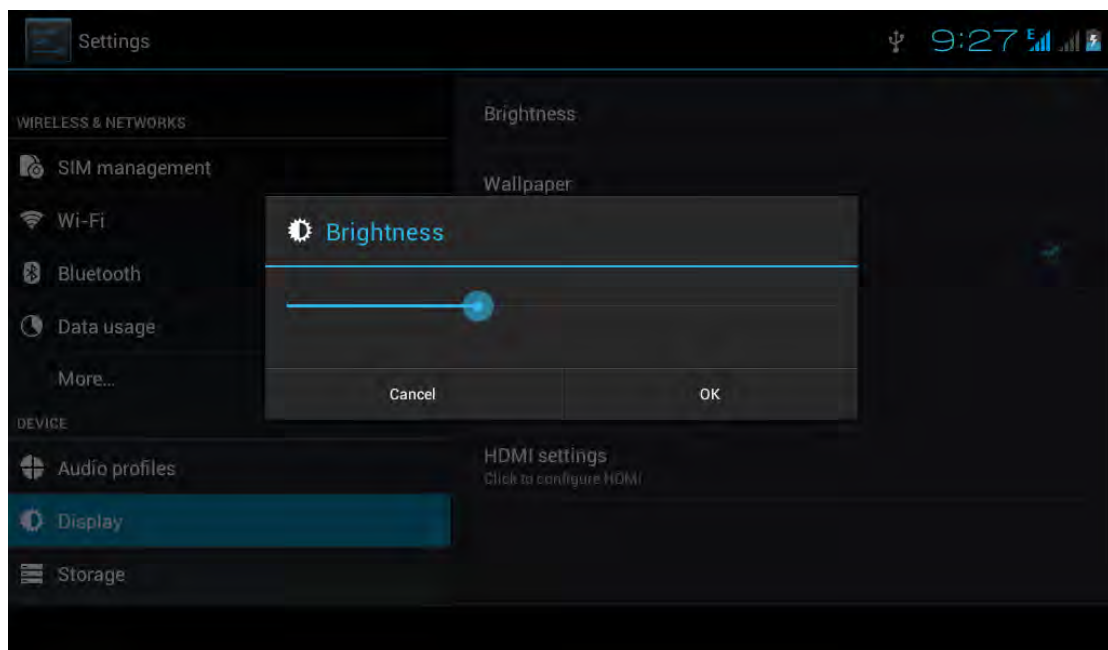 Settings
9:27
E
WIRELESS & NETWORKS
SIM management
Wi-Fi
Bluetooth
Data usage
More...
DEVICE
Audio profiles
Display
Storage
Brightness
Wallpaper
Brightness
Cancel
OK
HDMI settings
Click to configure HDMI